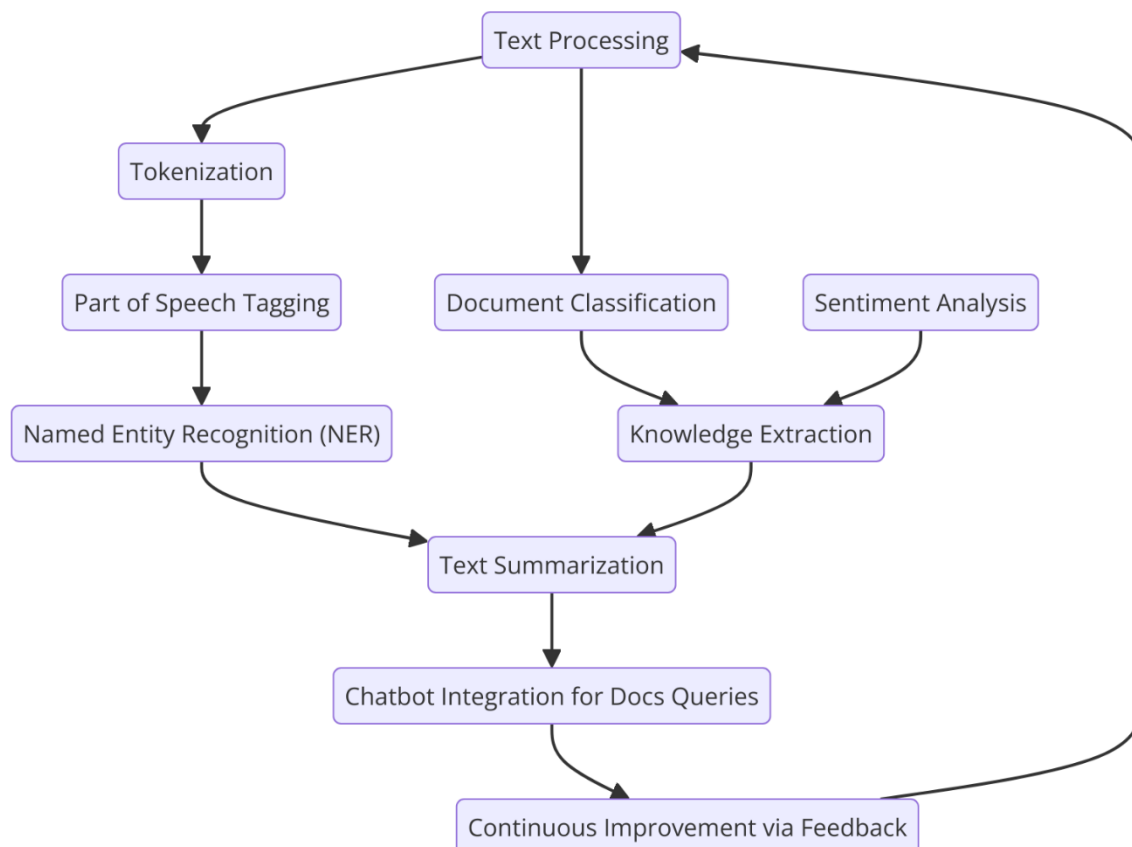 Text Processing
Tokenization
Part of Speech Tagging
Document Classification
Sentiment Analysis
Named Entity Recognition (NER)
Knowledge Extraction
Text Summarization
Chatbot Integration for Docs Queries
Continuous Improvement via Feedback